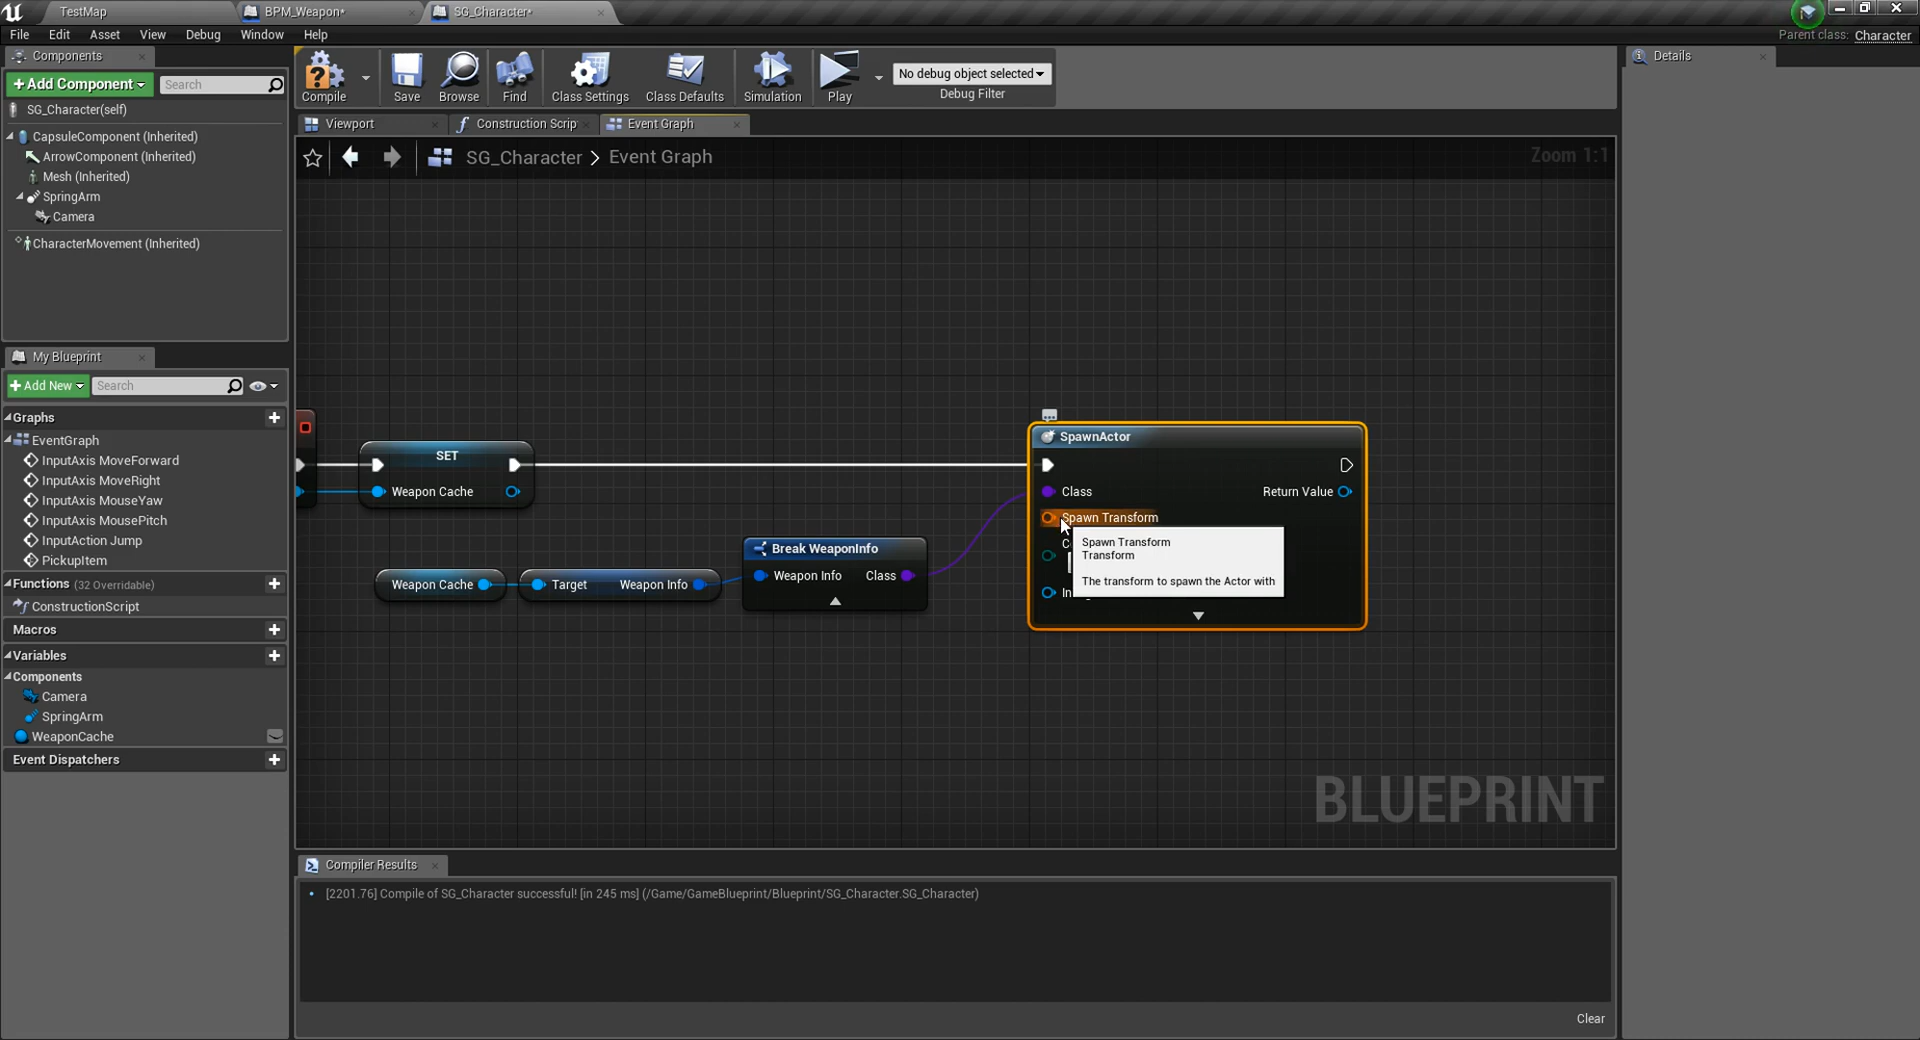 TestMap
BPM_Weapon*
SG_Character*
File Edit Asset View Debug Window Help
Parent class: Character
Components
+Add Component
Search
SG_Character(self)
CapsuleComponent (Inherited)
ArrowComponent (Inherited)
Mesh (Inherited)
SpringArm
Camera
CharacterMovement (Inherited)
My Blueprint
+Add New
Search
Graphs
EventGraph
InputAxis MoveForward
InputAxis MoveRight
InputAxis MouseYaw
InputAxis MousePitch
InputAction Jump
PickupItem
Functions (32 Overridable)
ConstructionScript
Macros
Variables
Components
Camera
SpringArm
WeaponCache
Event Dispatchers
Compile Save Browse Find Class Settings Class Defaults Simulation Play
No debug object selected
Debug Filter
Viewport
Construction Scrip
Event Graph
SG_Character > Event Graph
Zoom 1:1
SET
Weapon Cache
Weapon Cache
Target Weapon Info
Break WeaponInfo
Weapon Info Class
SpawnActor
Class Return Value
Spawn Transform
Spawn Transform
Transform
The transform to spawn the Actor with
BLUEPRINT
Compiler Results
[2201.76] Compile of SG_Character successful! [in 245 ms] (/Game/GameBlueprint/Blueprint/SG_Character.SG_Character)
Clear
Details